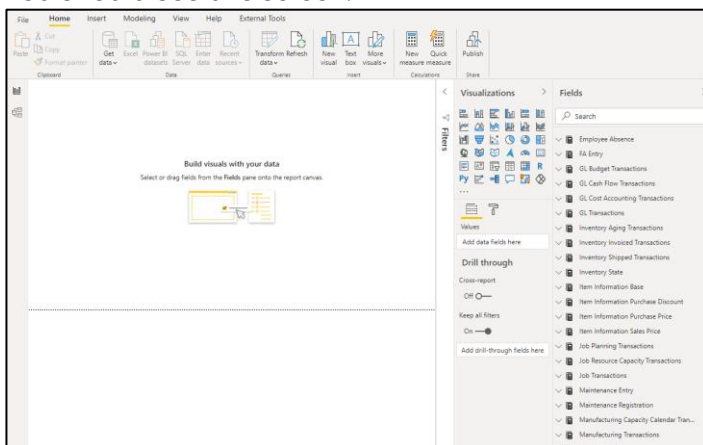 File Home Insert Modeling View Help External Tools
Paste
Cut
Copy
Format painter
Get data
Excel
Power BI datasets
SQL Server
Enter data
Recent sources
Transform data
Refresh
New visual
Text box
More visuals
New measure
Quick measure
Publish
Clipboard
Data
Queries
Insert
Calculations
Share
Build visuals with your data
Select or drag fields from the Fields pane onto the report canvas.
Filters
Visualizations
R
Py
...
Values
Add data fields here
Drill through
Cross-report
Off
Keep all filters
On
Add drill-through fields here
Fields
Search
Employee Absence
FA Entry
GL Budget Transactions
GL Cash Flow Transactions
GL Cost Accounting Transactions
GL Transactions
Inventory Aging Transactions
Inventory Invoiced Transactions
Inventory Shipped Transactions
Inventory State
Item Information Base
Item Information Purchase Discount
Item Information Purchase Price
Item Information Sales Price
Job Planning Transactions
Job Resource Capacity Transactions
Job Transactions
Maintenance Entry
Maintenance Registration
Manufacturing Capacity Calendar Tran...
Manufacturing Transactions